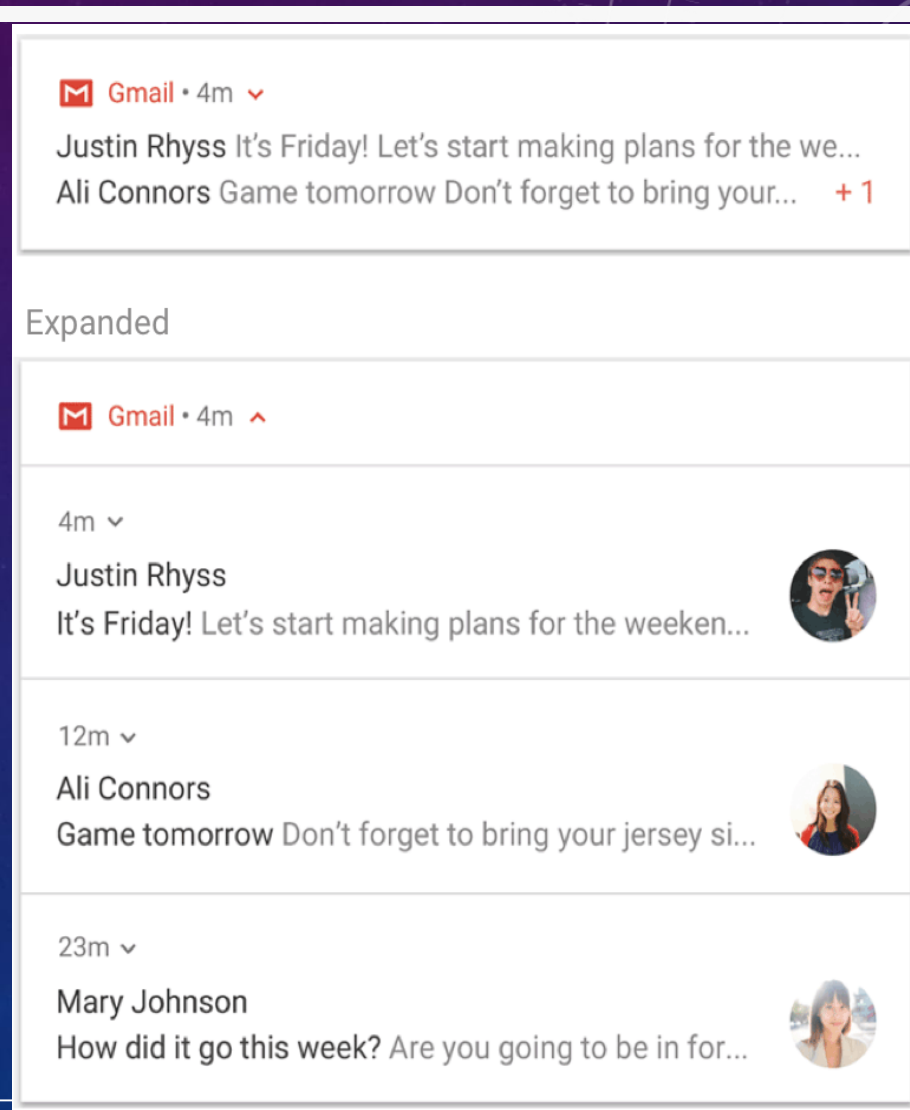 Gmail • 4m
Justin Rhyss It's Friday! Let's start making plans for the we...
Ali Connors Game tomorrow Don't forget to bring your... + 1
Expanded
Gmail • 4m
4m
Justin Rhyss
It's Friday! Let's start making plans for the weeken...
12m
Ali Connors
Game tomorrow Don't forget to bring your jersey si...
23m
Mary Johnson
How did it go this week? Are you going to be in for...